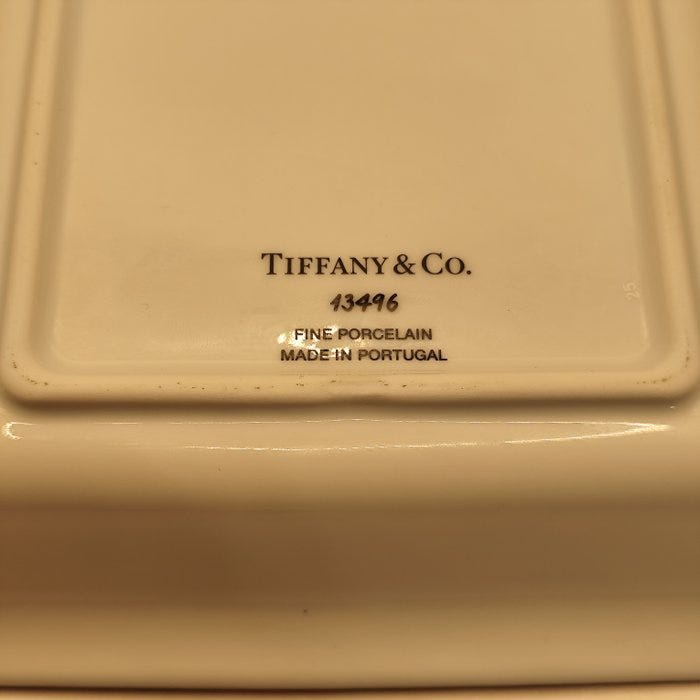 TIFFANY & CO.
13496
FINE PORCELAIN
MADE IN PORTUGAL
25